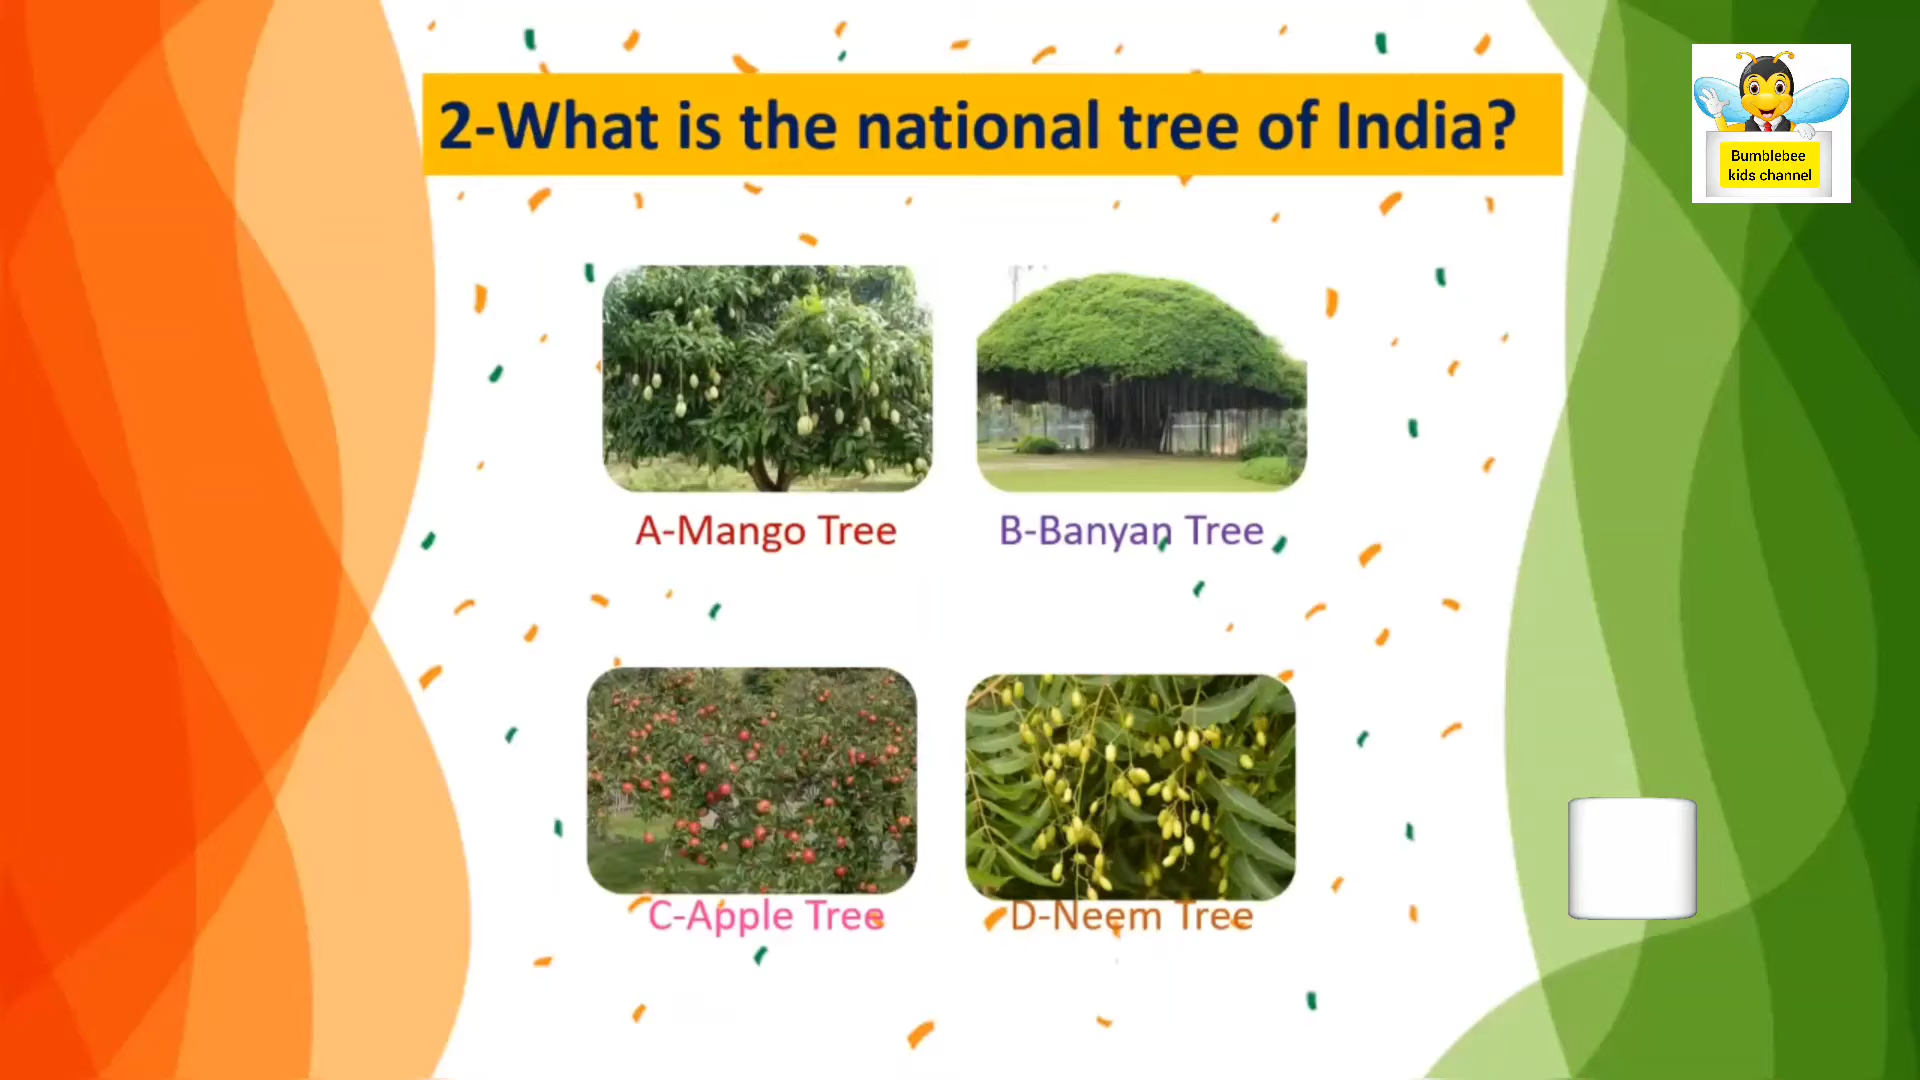 2-What is the national tree of India?
Bumblebee
kids channel
A-Mango Tree
B-Banyan Tree
C-Apple Tree
D-Neem Tree